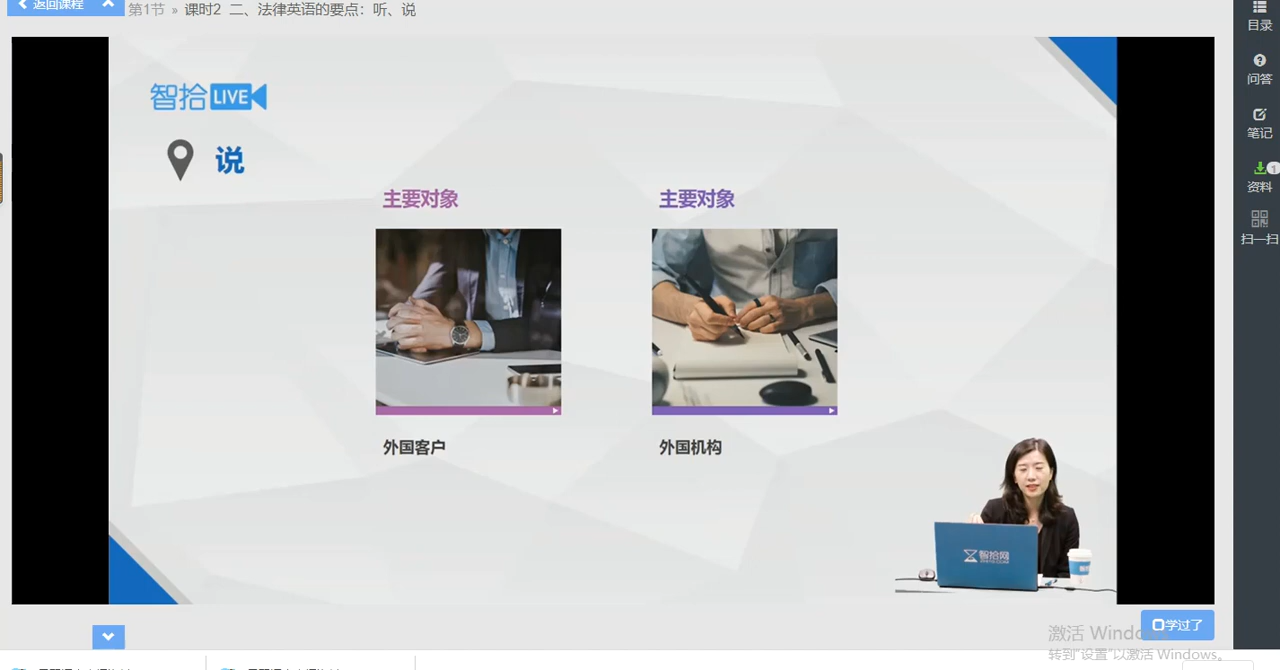 返回课程
第1节 » 课时2 二、法律英语的要点：听、说
目录
问答
笔记
1
资料
扫一扫
智拾LIVE
说
主要对象 主要对象
外国客户 外国机构
智拾网
学过了
激活 Windows
转到"设置"以激活 Windows。